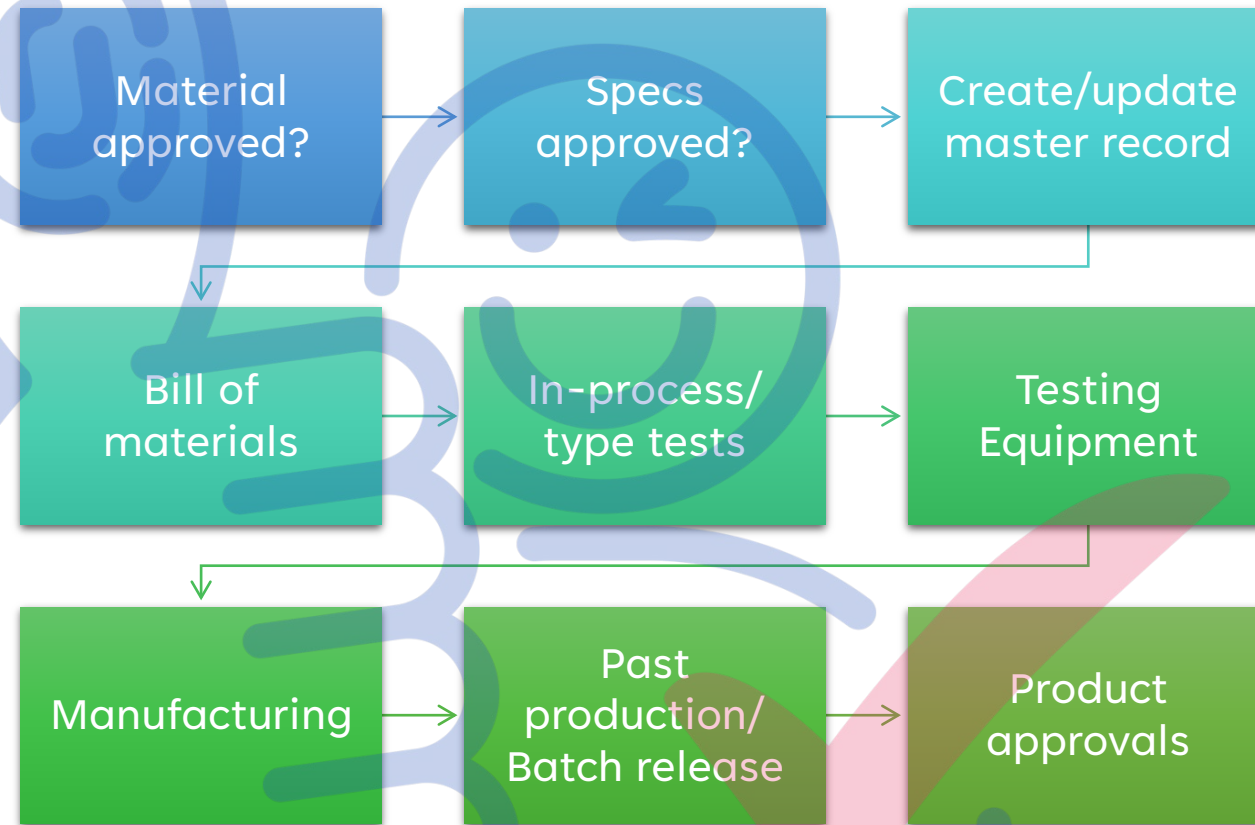 Material
approved?
Specs
approved?
Create/update
master record
Bill of
materials
In-process/
type tests
Testing
Equipment
Manufacturing
Past
production/
Batch release
Product
approvals